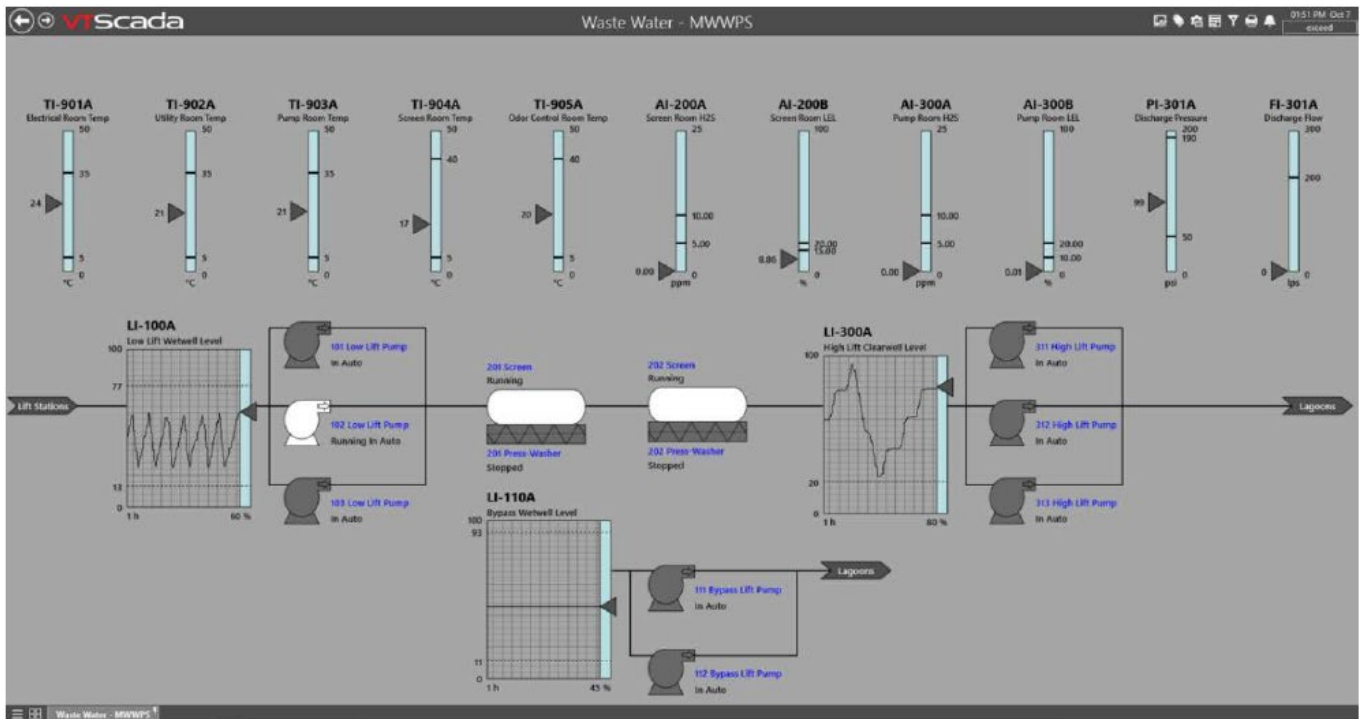 VTScada
Waste Water - MWWPS
01:51 PM Oct 7
exceed
TI-901A
Electrical Room Temp
50
35
24
5
0
°C
TI-902A
Utility Room Temp
50
35
21
5
0
°C
TI-903A
Pump Room Temp
50
35
21
5
0
°C
TI-904A
Screen Room Temp
50
40
17
5
0
°C
TI-905A
Odor Control Room Temp
50
40
20
5
0
°C
AI-200A
Screen Room H2S
25
10.00
5.00
0.00
0
ppm
AI-200B
Screen Room LEL
100
20.00
15.00
0
%
AI-300A
Pump Room H2S
25
10.00
5.00
0.00
0
ppm
AI-300B
Pump Room LEL
100
20.00
10.00
0.01
0
%
PI-301A
Discharge Pressure
200
190
99
50
0
psi
FI-301A
Discharge Flow
300
200
0
0
lps
Lift Stations
LI-100A
Low Lift Wetwell Level
100
77
13
0
1 h
60 %
101 Low Lift Pump
In Auto
102 Low Lift Pump
Running In Auto
103 Low Lift Pump
In Auto
201 Screen
Running
201 Press-Washer
Stopped
202 Screen
Running
202 Press-Washer
Stopped
LI-300A
High Lift Clearwell Level
100
20
0
1 h
80 %
311 High Lift Pump
In Auto
312 High Lift Pump
In Auto
313 High Lift Pump
In Auto
Lagoons
LI-110A
Bypass Wetwell Level
100
93
11
0
1 h
45 %
111 Bypass Lift Pump
In Auto
112 Bypass Lift Pump
In Auto
Lagoons
Waste Water - MWWPS